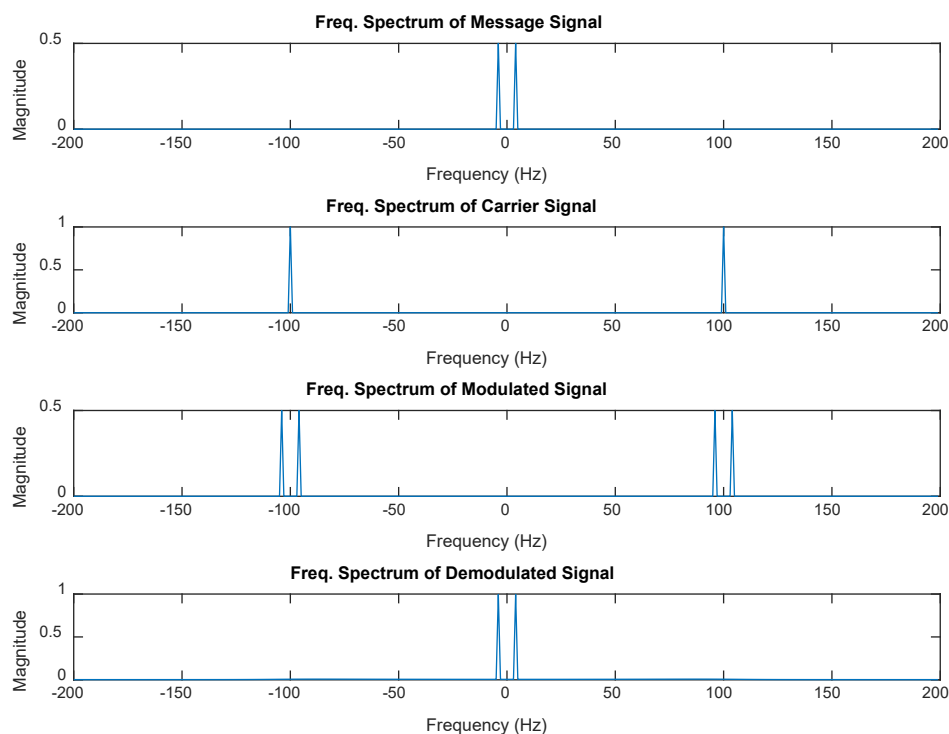 Freq. Spectrum of Message Signal
0.5
Magnitude
0
-200 -150 -100 -50 0 50 100 150 200
Frequency (Hz)
Freq. Spectrum of Carrier Signal
1
Magnitude
0.5
0
-200 -150 -100 -50 0 50 100 150 200
Frequency (Hz)
Freq. Spectrum of Modulated Signal
0.5
Magnitude
0
-200 -150 -100 -50 0 50 100 150 200
Frequency (Hz)
Freq. Spectrum of Demodulated Signal
1
Magnitude
0.5
0
-200 -150 -100 -50 0 50 100 150 200
Frequency (Hz)